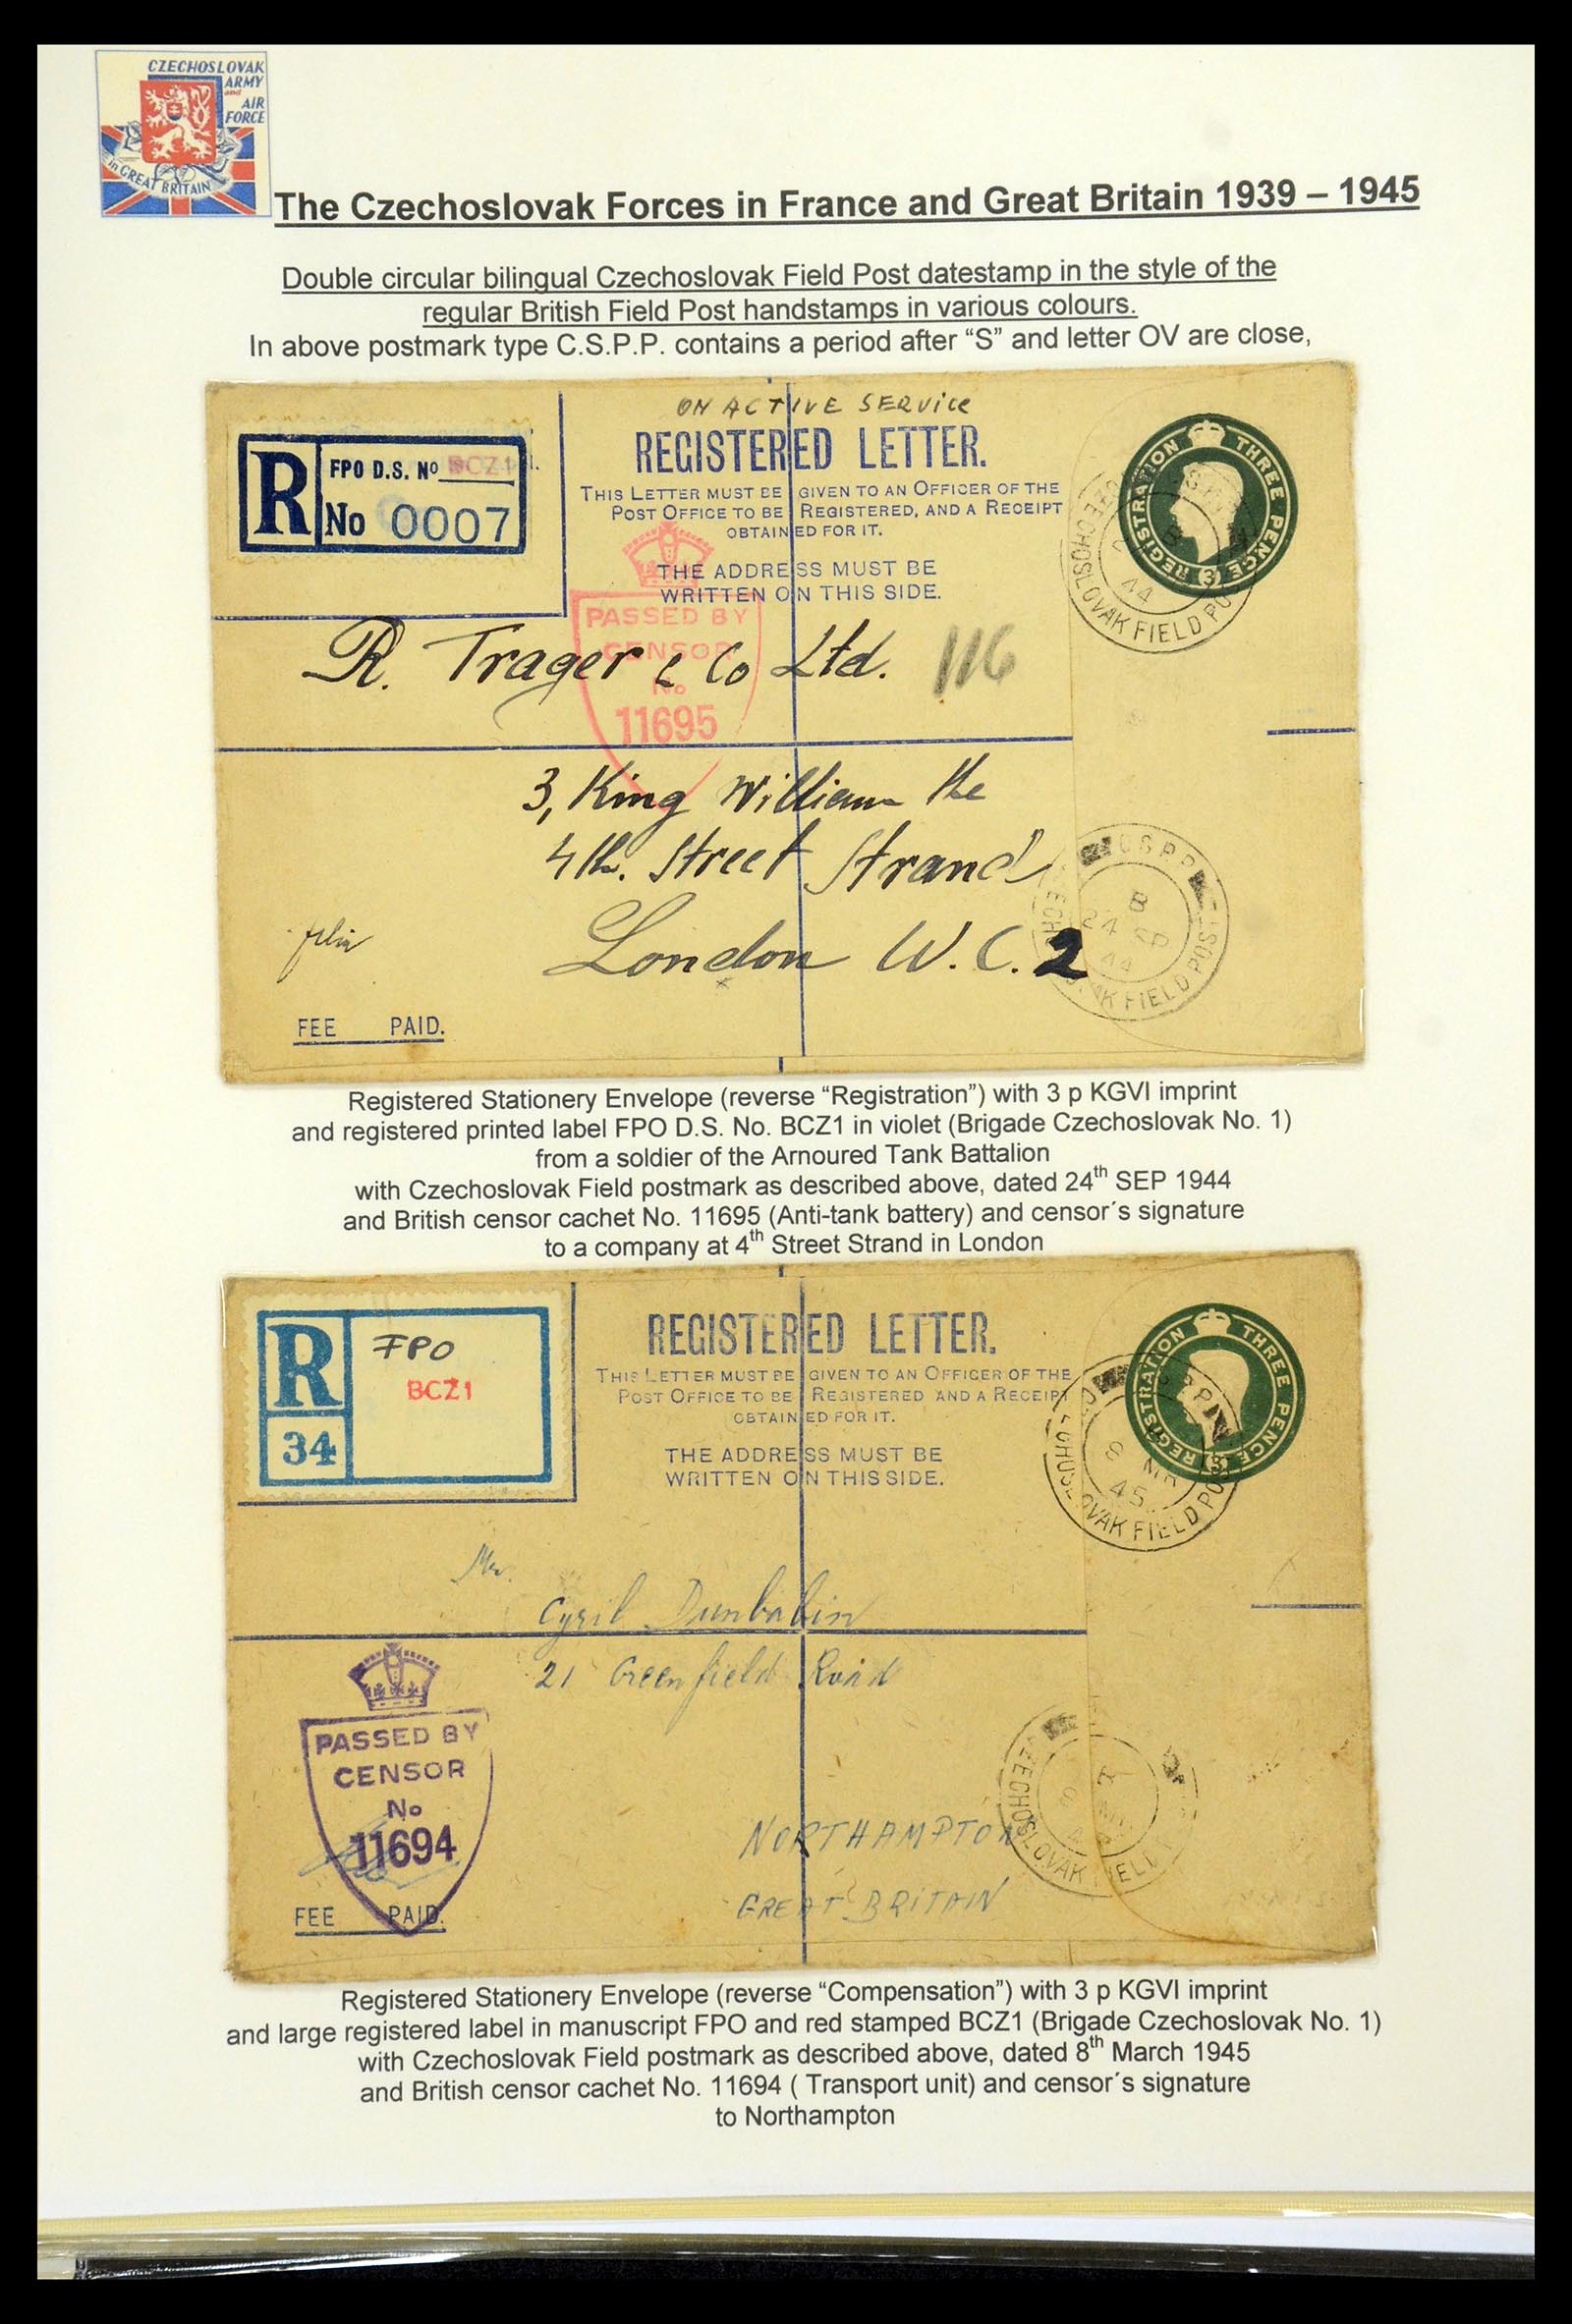 CZECHOSLOVAK
ARMY
and
AIR
FORCE
in GREAT BRITAIN
The Czechoslovak Forces in France and Great Britain 1939 – 1945
Double circular bilingual Czechoslovak Field Post datestamp in the style of the
regular British Field Post handstamps in various colours.
In above postmark type C.S.P.P. contains a period after “S” and letter OV are close,
ON ACTIVE SERVICE
R FPO D.S. No BCZ1
No 0007
REGISTERED LETTER.
THIS LETTER MUST BE GIVEN TO AN OFFICER OF THE
POST OFFICE TO BE REGISTERED, AND A RECEIPT
OBTAINED FOR IT.
THE ADDRESS MUST BE
WRITTEN ON THIS SIDE.
REGISTRATION THREE PENCE 3
44
CZECHOSLOVAK FIELD PO
PASSED BY
CENSOR
No
11695
R. Trager & Co Ltd. 116
3, King William the
4th. Street Strand
London W.C.2
CSPP
B
24 SP
44
FIELD POST
FEE PAID.
Registered Stationery Envelope (reverse “Registration”) with 3 p KGVI imprint
and registered printed label FPO D.S. No. BCZ1 in violet (Brigade Czechoslovak No. 1)
from a soldier of the Arnoured Tank Battalion
with Czechoslovak Field postmark as described above, dated 24th SEP 1944
and British censor cachet No. 11695 (Anti-tank battery) and censor´s signature
to a company at 4th Street Strand in London
R FPO
BCZ1
34
REGISTERED LETTER.
THIS LETTER MUST BE GIVEN TO AN OFFICER OF THE
POST OFFICE TO BE REGISTERED AND A RECEIPT
OBTAINED FOR IT.
THE ADDRESS MUST BE
WRITTEN ON THIS SIDE.
REGISTRATION THREE PENCE 3
8 MR
45
CZECHOSLOVAK FIELD PO
Mr.
Cyril Dunbabin
21 Greenfield Road
NORTHAMPTON
GREAT BRITAIN
PASSED BY
CENSOR
No
11694
CZECHOSLOVAK FIELD
FEE PAID.
Registered Stationery Envelope (reverse “Compensation”) with 3 p KGVI imprint
and large registered label in manuscript FPO and red stamped BCZ1 (Brigade Czechoslovak No. 1)
with Czechoslovak Field postmark as described above, dated 8th March 1945
and British censor cachet No. 11694 ( Transport unit) and censor´s signature
to Northampton